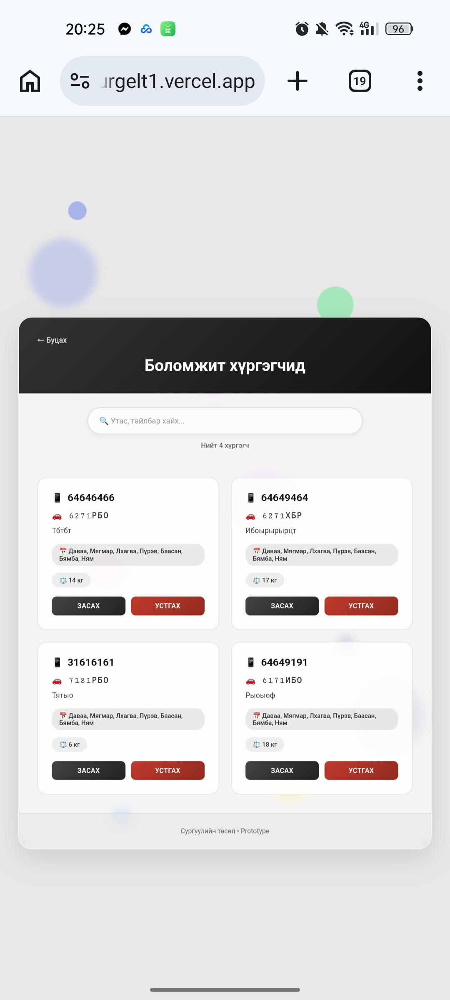 20:25
4G
96
urgelt1.vercel.app
19
← Буцах
Боломжит хүргэгчид
🔍 Утас, тайлбар хайх...
Нийт 4 хүргэгч
📱 64646466
🚗 6271РБО
Тбтбт
📅 Даваа, Мягмар, Лхагва, Пүрэв, Баасан,
Бямба, Ням
⚖️ 14 кг
ЗАСАХ
УСТГАХ
📱 64649464
🚗 6271ХБР
Ибоырырырцт
📅 Даваа, Мягмар, Лхагва, Пүрэв, Баасан,
Бямба, Ням
⚖️ 17 кг
ЗАСАХ
УСТГАХ
📱 31616161
🚗 7181РБО
Тятыо
📅 Даваа, Мягмар, Лхагва, Пүрэв, Баасан,
Бямба, Ням
⚖️ 6 кг
ЗАСАХ
УСТГАХ
📱 64649191
🚗 6171ИБО
Рыоыоф
📅 Даваа, Мягмар, Лхагва, Пүрэв, Баасан,
Бямба, Ням
⚖️ 18 кг
ЗАСАХ
УСТГАХ
Сургуулийн төсөл • Prototype